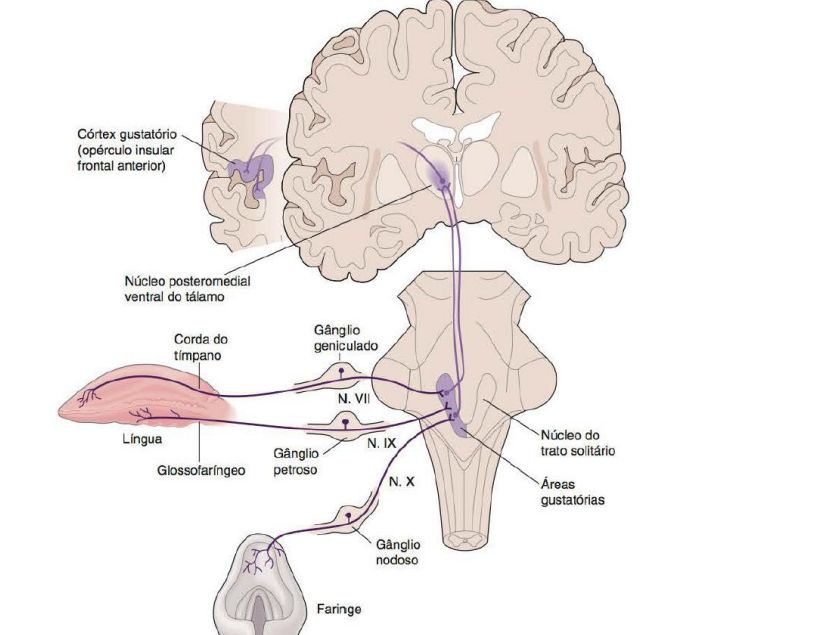 Córtex gustatório
(opérculo insular
frontal anterior)
Núcleo posteromedial
ventral do tálamo
Corda do
tímpano
Gânglio
geniculado
N. VII
Língua
Glossofaríngeo
Gânglio
petroso
N. IX
N. X
Núcleo do
trato solitário
Áreas
gustatórias
Gânglio
nodoso
Faringe